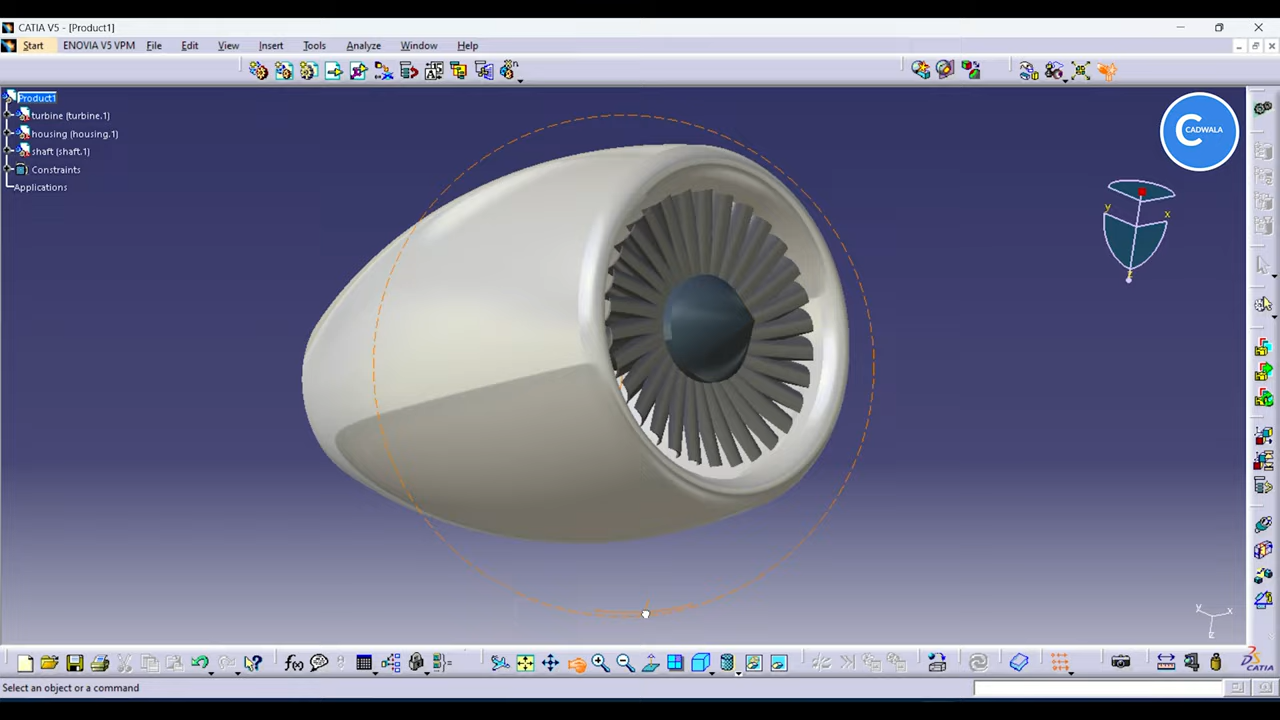 CATIA V5 - [Product1]
Start ENOVIA V5 VPM File Edit View Insert Tools Analyze Window Help
Product1
turbine (turbine.1)
housing (housing.1)
shaft (shaft.1)
Constraints
Applications
CADWALA
y x
z
y x
z
f(x)
CATIA
Select an object or a command